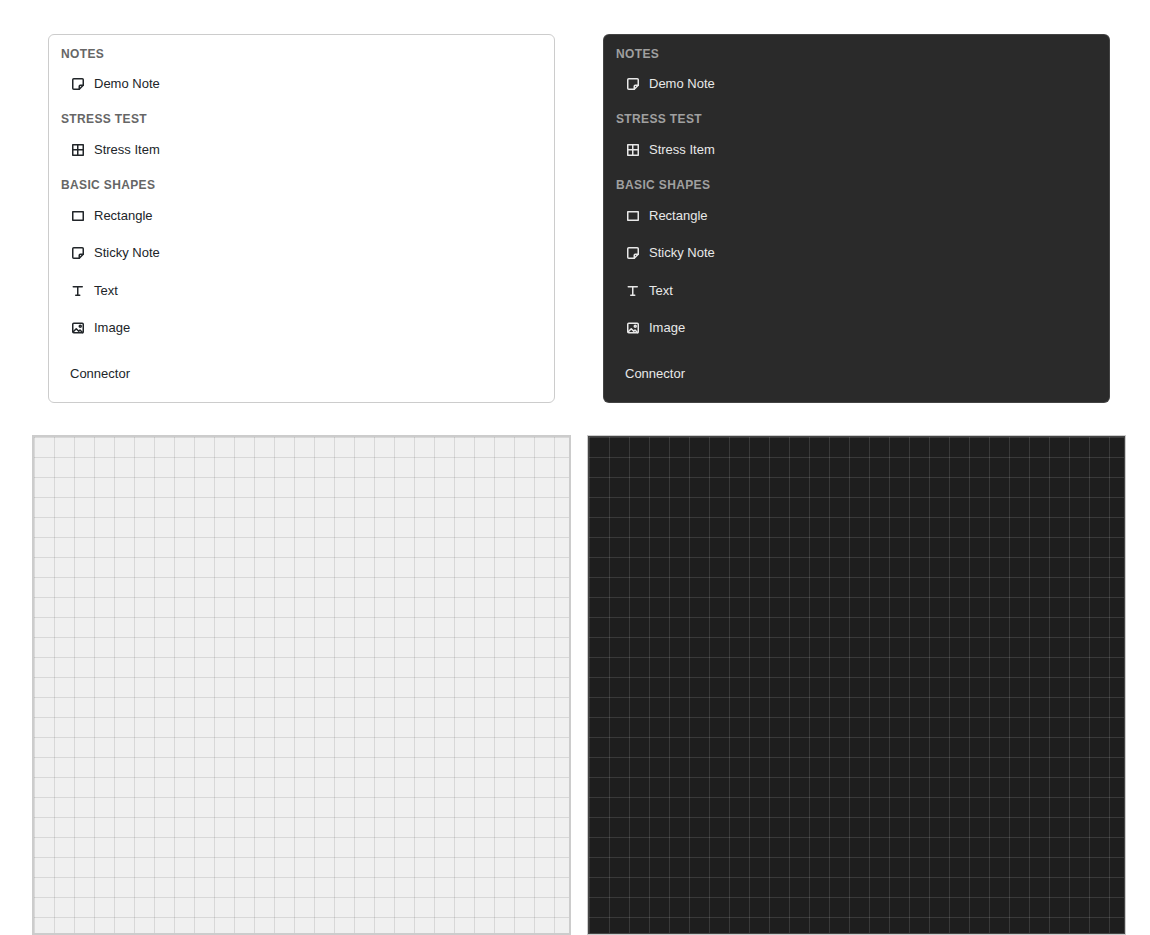 NOTES
Demo Note
STRESS TEST
Stress Item
BASIC SHAPES
Rectangle
Sticky Note
Text
Image
Connector
NOTES
Demo Note
STRESS TEST
Stress Item
BASIC SHAPES
Rectangle
Sticky Note
Text
Image
Connector